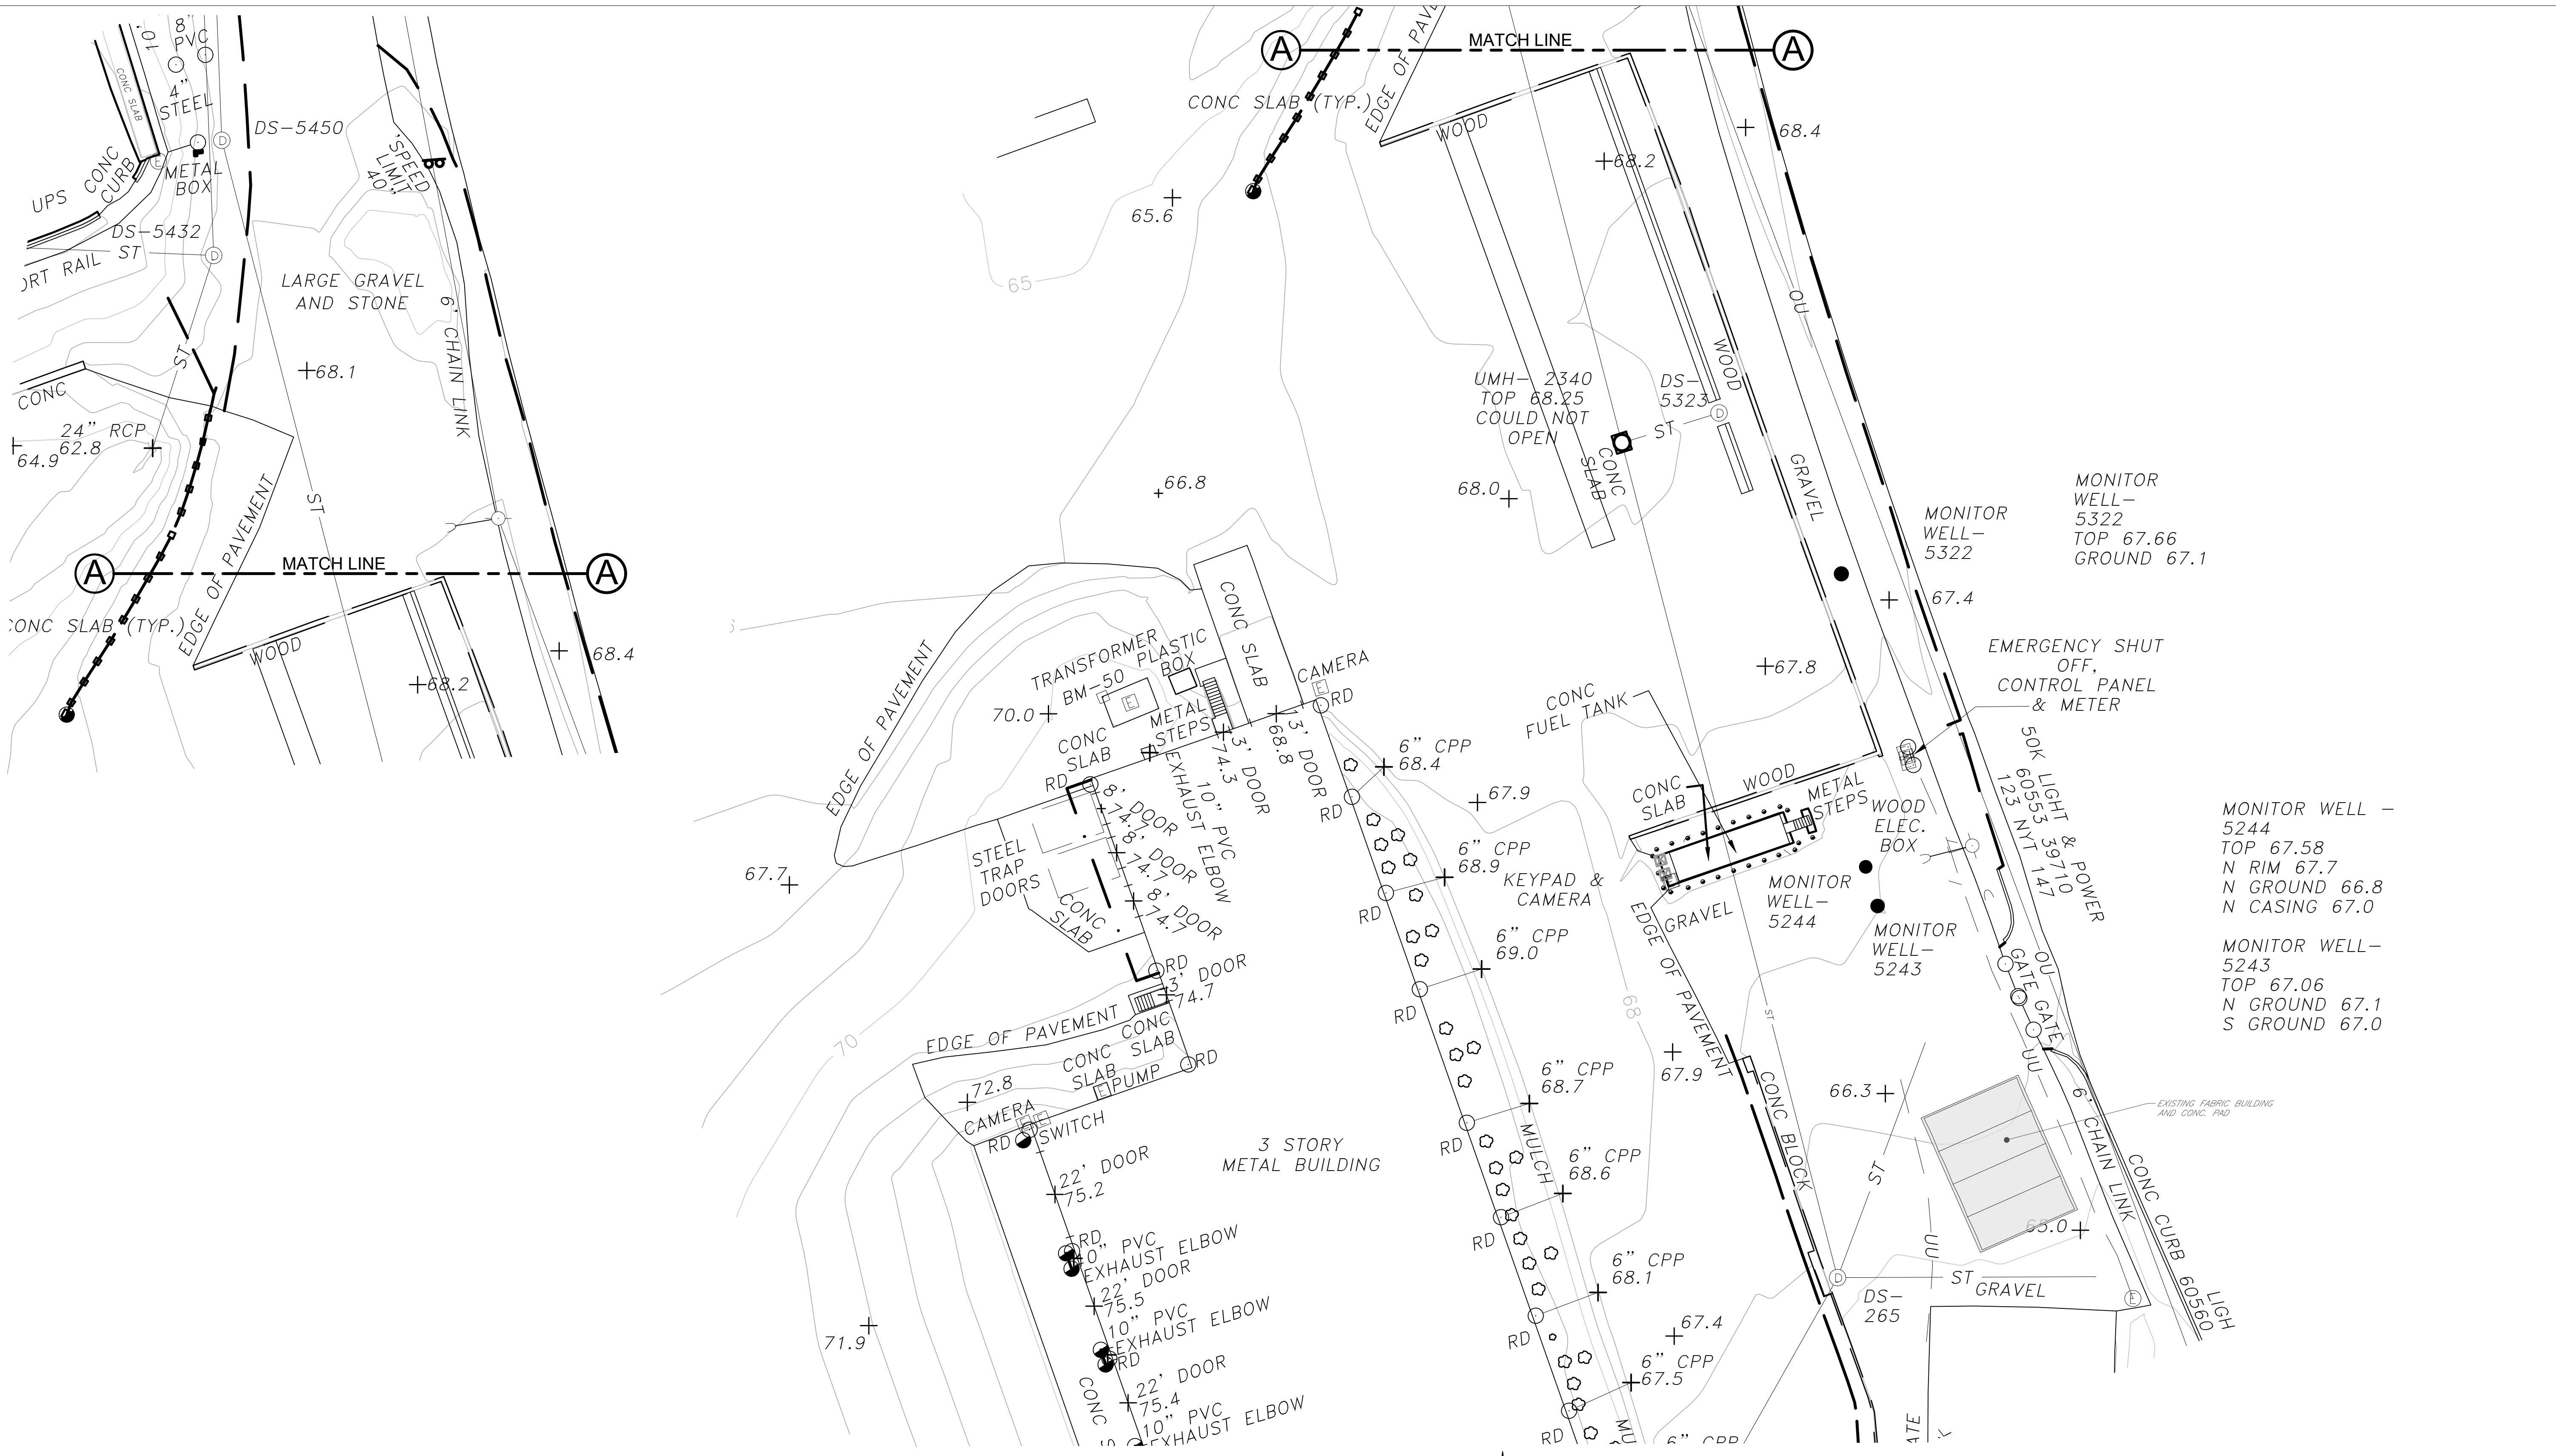 8"
PVC
10"
CONC SLAB
4"
STEEL
DS-5450
CONC
CURB
METAL
BOX
UPS
DS-5432
ST
ORT RAIL
"SPEED
LIMIT
40"
LARGE GRAVEL
AND STONE
6' CHAIN LINK
ST
68.1
CONC
24" RCP
62.8
64.9
EDGE OF PAVEMENT
ST
A
MATCH LINE
A
CONC SLAB (TYP.)
EDGE OF PAVEMENT
WOOD
68.4
68.2
A
MATCH LINE
A
CONC SLAB (TYP.)
EDGE OF PAV
WOOD
68.4
68.2
65.6
65
OU
WOOD
UMH- 2340
TOP 68.25
COULD NOT
OPEN
DS-
5323
ST
CONC
SLAB
GRAVEL
68.0
66.8
MONITOR
WELL-
5322
MONITOR
WELL-
5322
TOP 67.66
GROUND 67.1
67.4
67.8
EMERGENCY SHUT
OFF,
CONTROL PANEL
& METER
CONC SLAB
TRANSFORMER
BM-50
PLASTIC
BOX
E
CAMERA
E
RD
70.0
METAL
STEPS
CONC
SLAB
RD
74.3
3' DOOR
68.8
13' DOOR
10" PVC
EXHAUST ELBOW
EDGE OF PAVEMENT
CONC
FUEL TANK
CONC
SLAB
WOOD
METAL
STEPS
WOOD
ELEC.
BOX
50K LIGHT & POWER
60553 39710
123 NYT 147
6" CPP
68.4
67.9
RD
8' DOOR
74.7
8' DOOR
74.7
8' DOOR
74.7
STEEL
TRAP
DOORS
CONC
SLAB
67.7
6" CPP
68.9
RD
KEYPAD &
CAMERA
GRAVEL
MONITOR
WELL-
5244
MONITOR
WELL-
5243
MONITOR WELL -
5244
TOP 67.58
N RIM 67.7
N GROUND 66.8
N CASING 67.0
MONITOR WELL-
5243
TOP 67.06
N GROUND 67.1
S GROUND 67.0
6" CPP
69.0
RD
RD
3' DOOR
74.7
70
EDGE OF PAVEMENT
CONC
SLAB
CONC
SLAB
PUMP
E
RD
72.8
CAMERA
E
RD
SWITCH
68
EDGE OF PAVEMENT
ST
OU
GATE
GATE
UU
67.9
66.3
CONC BLOCK
ST
EXISTING FABRIC BUILDING
AND CONC. PAD
6' CHAIN LINK
CONC CURB
60560
LIGH
65.0
UU
3 STORY
METAL BUILDING
6" CPP
68.7
RD
MULCH
6" CPP
68.6
RD
6" CPP
68.1
RD
67.4
6" CPP
67.5
RD
MU
6" CPP
D
DS-
265
ST
GRAVEL
E
22' DOOR
75.2
RD
10" PVC
EXHAUST ELBOW
22' DOOR
75.5
10" PVC
EXHAUST ELBOW
RD
22' DOOR
75.4
10" PVC
EXHAUST ELBOW
71.9
CONC
ATE